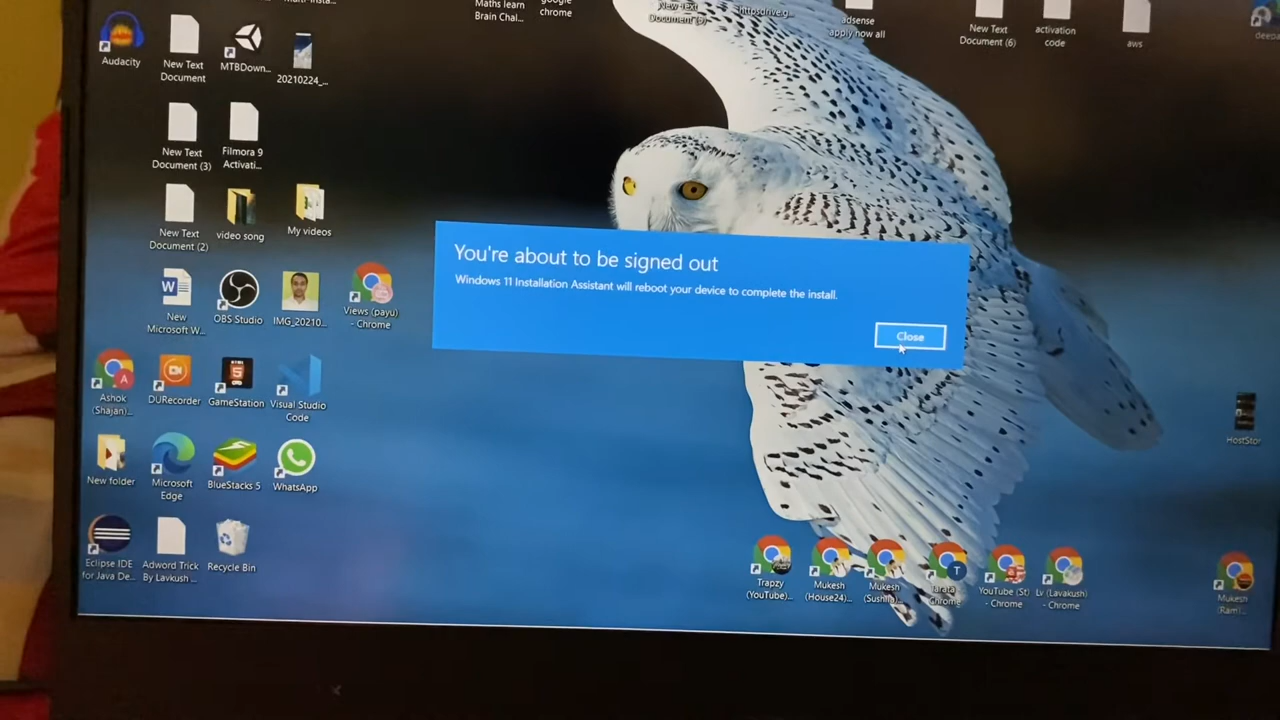 Maths learn
Brain Chal...
google
chrome
New Text
Document (5)
httpsdrive.g...
adsense
apply now all
New Text
Document (6)
activation
code
aws
Audacity
New Text
Document
MTBDown...
20210224_...
New Text
Document (3)
Filmora 9
Activati...
New Text
Document (2)
video song
My videos
You're about to be signed out
Windows 11 Installation Assistant will reboot your device to complete the install.
Close
New
Microsoft W...
OBS Studio
IMG_20210...
Views (payu)
- Chrome
Ashok
(Shajan)...
DURecorder
GameStation
Visual Studio
Code
HostStor
New folder
Microsoft
Edge
BlueStacks 5
WhatsApp
Eclipse IDE
for Java De...
Adword Trick
By Lavkush ...
Recycle Bin
Trapzy
(YouTube)...
Mukesh
(House24)...
Mukesh
(Sushila)...
Tarata
Chrome
YouTube (St)
- Chrome
Lv (Lavakush)
- Chrome
Mukesh
(Ram)...